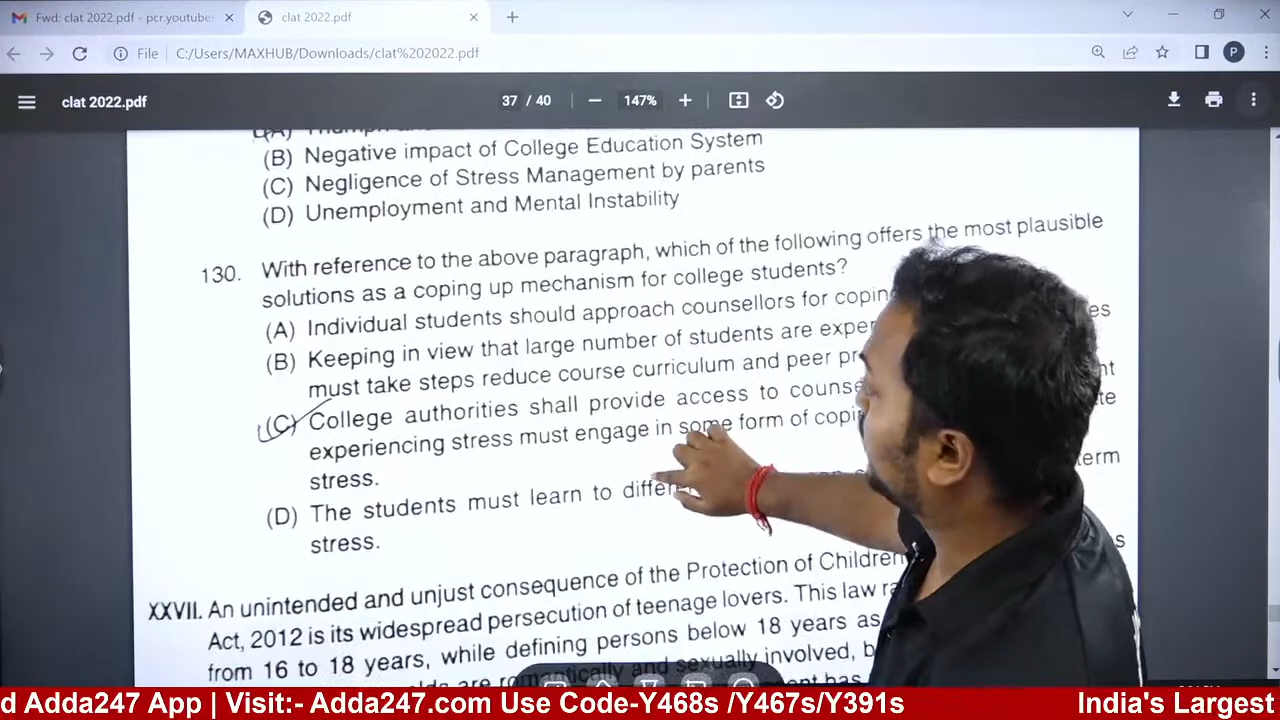 Fwd: clat 2022.pdf - pcr.youtube
clat 2022.pdf
File
C:/Users/MAXHUB/Downloads/clat%202022.pdf
P
clat 2022.pdf
37 / 40
147%
(A) Triumph
(B) Negative impact of College Education System
(C) Negligence of Stress Management by parents
(D) Unemployment and Mental Instability
130. With reference to the above paragraph, which of the following offers the most plausible
solutions as a coping up mechanism for college students?
(A) Individual students should approach counsellors for
(B) Keeping in view that large number of students are
must take steps reduce course curriculum and peer
(C) College authorities shall provide access to
experiencing stress must engage in some form of
stress.
(D) The students must learn to term
stress.
XXVII. An unintended and unjust consequence of the Protection of Children
Act, 2012 is its widespread persecution of teenage lovers. This law
from 16 to 18 years, while defining persons below 18 years as
are romantically and sexually involved,
d Adda247 App | Visit:- Adda247.com Use Code-Y468s /Y467s/Y391s
India's Largest